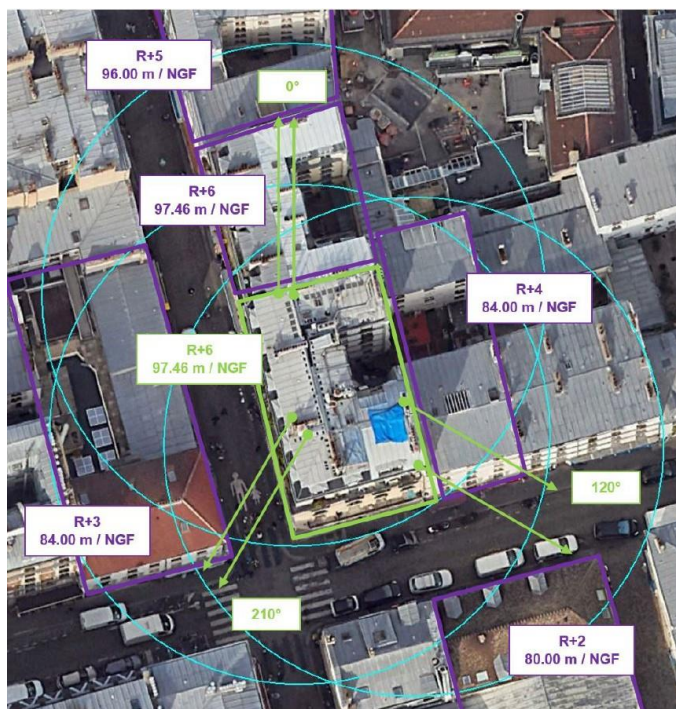 R+5
96.00 m / NGF
0°
R+6
97.46 m / NGF
R+4
84.00 m / NGF
R+6
97.46 m / NGF
120°
R+3
84.00 m / NGF
210°
R+2
80.00 m / NGF